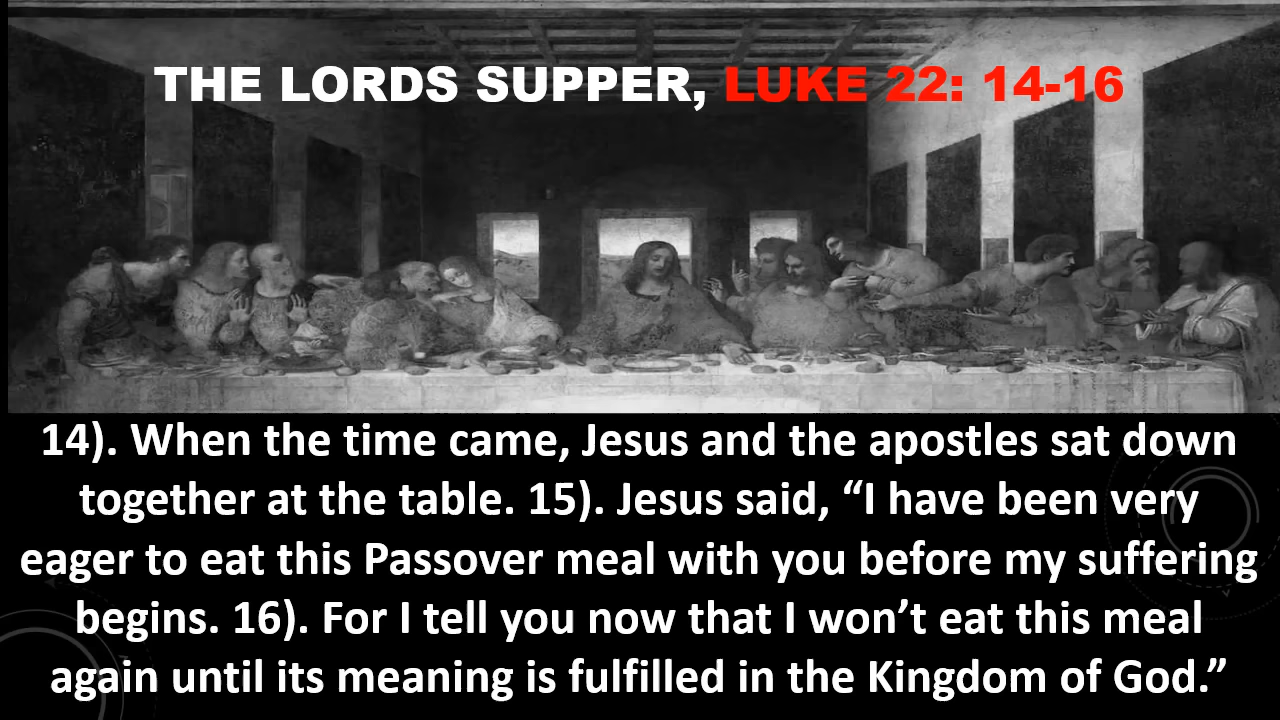 THE LORDS SUPPER, LUKE 22: 14-16
14). When the time came, Jesus and the apostles sat down
together at the table. 15). Jesus said, “I have been very
eager to eat this Passover meal with you before my suffering
begins. 16). For I tell you now that I won’t eat this meal
again until its meaning is fulfilled in the Kingdom of God.”